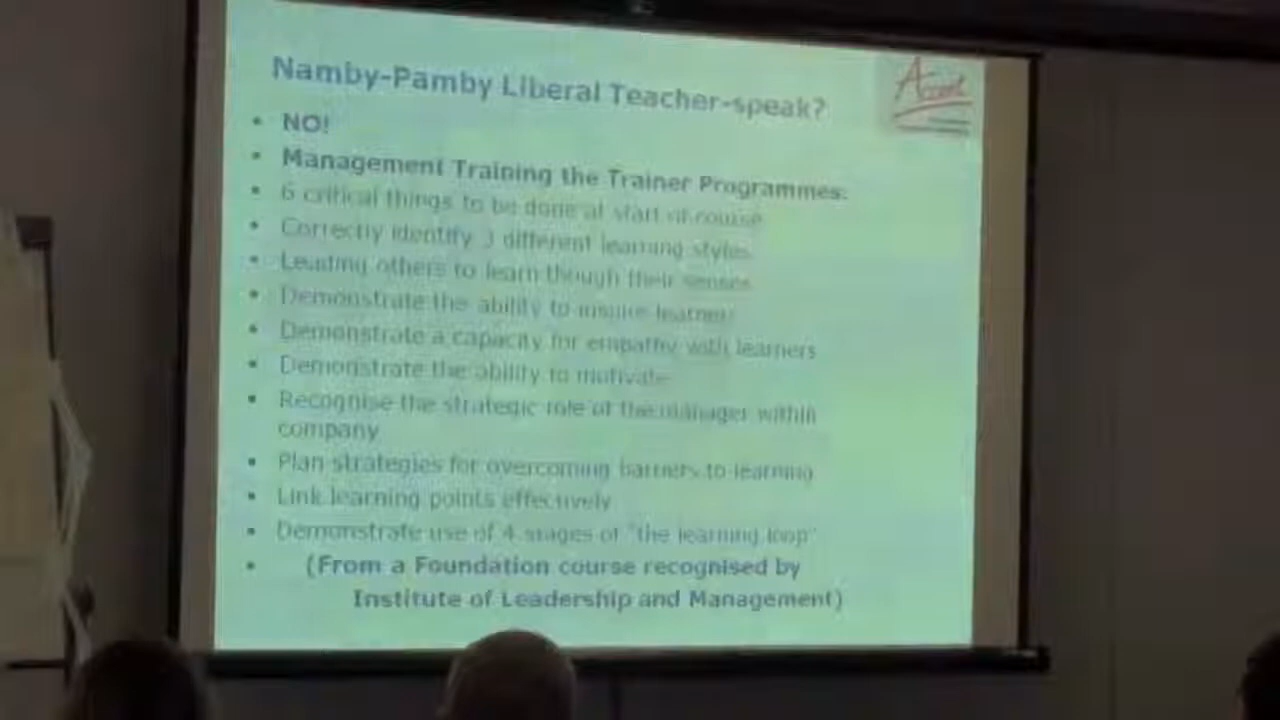 Namby-Pamby Liberal Teacher-speak?
Accent
• NO!
• Management Training the Trainer Programmes:
• 6 critical things to be done at start of course
• Correctly identify 3 different learning styles
• Leading others to learn though their senses
• Demonstrate the ability to inspire learners
• Demonstrate a capacity for empathy with learners
• Demonstrate the ability to motivate
• Recognise the strategic role of the manager within
company
• Plan strategies for overcoming barriers to learning
• Link learning points effectively
• Demonstrate use of 4 stages of "the learning loop"
• (From a Foundation course recognised by
Institute of Leadership and Management)